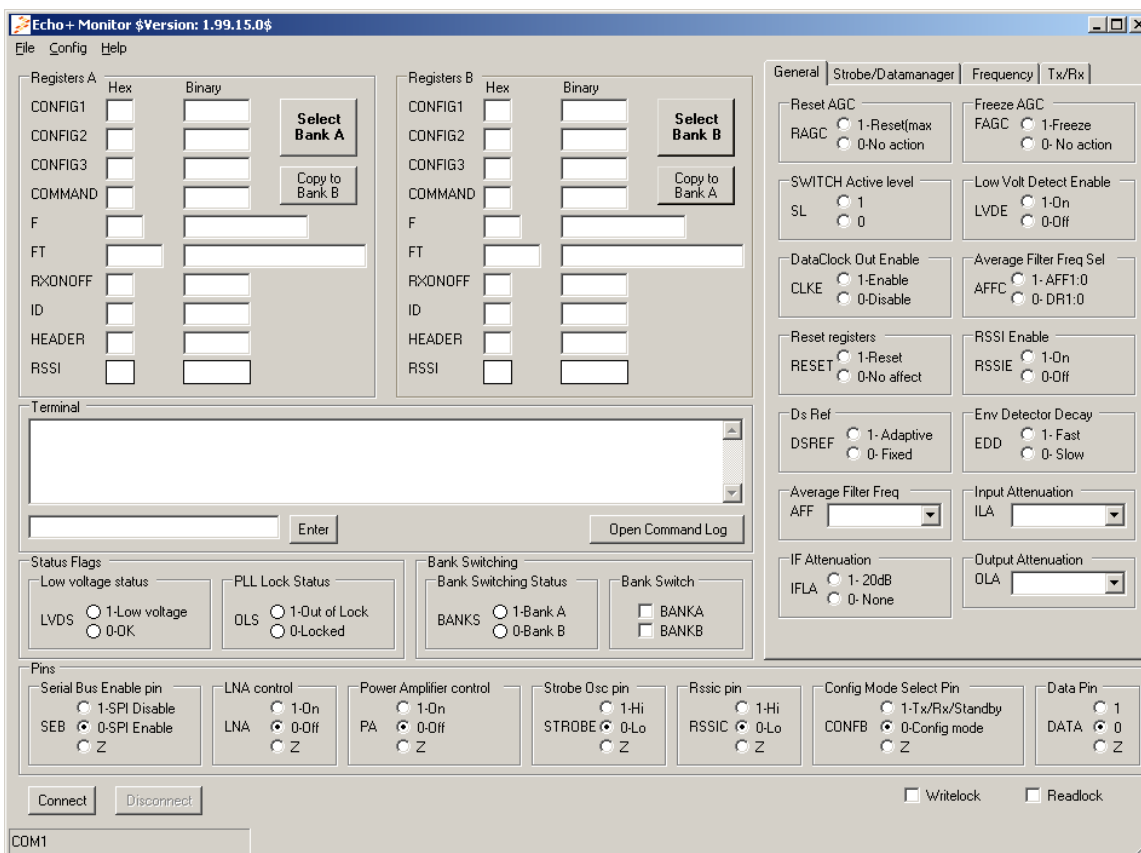 Echo+ Monitor $Version: 1.99.15.0$
File Config Help
Registers A
Hex Binary
CONFIG1
CONFIG2
CONFIG3
COMMAND
F
FT
RXONOFF
ID
HEADER
RSSI
Select
Bank A
Copy to
Bank B
Registers B
Hex Binary
CONFIG1
CONFIG2
CONFIG3
COMMAND
F
FT
RXONOFF
ID
HEADER
RSSI
Select
Bank B
Copy to
Bank A
General Strobe/Datamanager Frequency Tx/Rx
Reset AGC
RAGC
1-Reset(max
0-No action
Freeze AGC
FAGC
1-Freeze
0- No action
SWITCH Active level
SL
1
0
Low Volt Detect Enable
LVDE
1-On
0-Off
DataClock Out Enable
CLKE
1-Enable
0-Disable
Average Filter Freq Sel
AFFC
1- AFF1:0
0- DR1:0
Reset registers
RESET
1-Reset
0-No affect
RSSI Enable
RSSIE
1-On
0-Off
Ds Ref
DSREF
1- Adaptive
0- Fixed
Env Detector Decay
EDD
1- Fast
0- Slow
Average Filter Freq
AFF
Input Attenuation
ILA
IF Attenuation
IFLA
1- 20dB
0- None
Output Attenuation
OLA
Terminal
Enter
Open Command Log
Status Flags
Low voltage status
LVDS
1-Low voltage
0-OK
PLL Lock Status
OLS
1-Out of Lock
0-Locked
Bank Switching
Bank Switching Status
BANKS
1-Bank A
0-Bank B
Bank Switch
BANKA
BANKB
Pins
Serial Bus Enable pin
SEB
1-SPI Disable
0-SPI Enable
Z
LNA control
LNA
1-On
0-Off
Z
Power Amplifier control
PA
1-On
0-Off
Z
Strobe Osc pin
STROBE
1-Hi
0-Lo
Z
Rssic pin
RSSIC
1-Hi
0-Lo
Z
Config Mode Select Pin
CONFB
1-Tx/Rx/Standby
0-Config mode
Z
Data Pin
DATA
1
0
Z
Connect
Disconnect
Writelock
Readlock
COM1